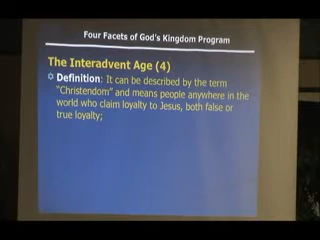 Four Facets of God's Kingdom Program
The Interadvent Age (4)
Definition: It can be described by the term
"Christendom" and means people anywhere in the
world who claim loyalty to Jesus, both false or
true loyalty;